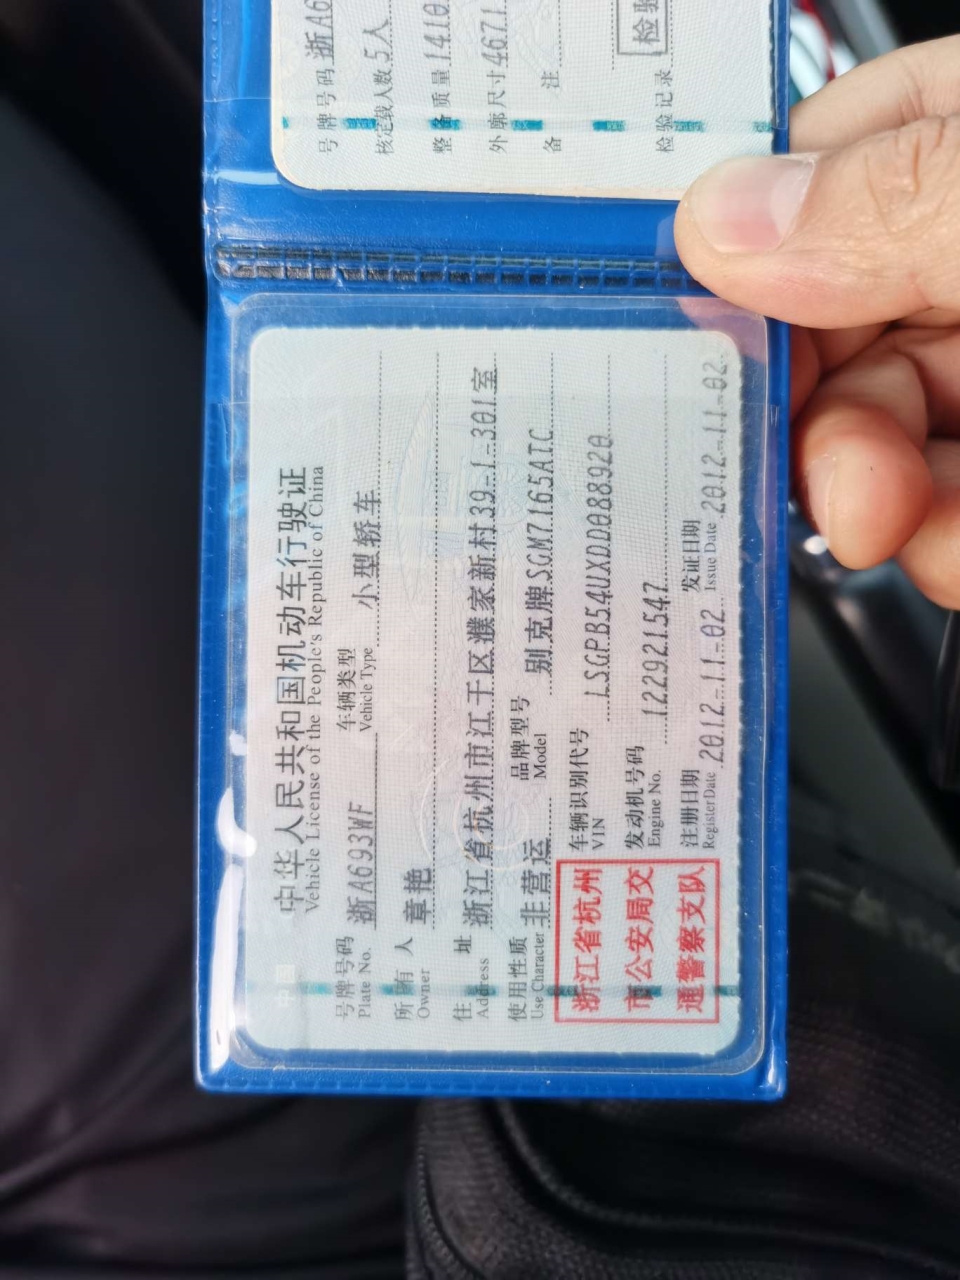 中华人民共和国机动车行驶证
Vehicle License of the People's Republic of China
号牌号码 浙A693WF 车辆类型 小型轿车
Plate No. Vehicle Type
所有人 章艳
Owner
住址 浙江省杭州市江干区濮家新村39-1-301室
Address
使用性质 非营运 品牌型号 别克牌SGM7165ATC
Use Character Model
浙江省杭州
市公安局交
通警察支队
车辆识别代号 LSGPB54UXDD088920
VIN
发动机号码 122921547
Engine No.
注册日期 2012-11-02 发证日期 2012-11-02
Register Date Issue Date
号牌号码 浙A6
核定载人数 5人
整备质量 1410
外廓尺寸 4671
备注
检验记录
检验